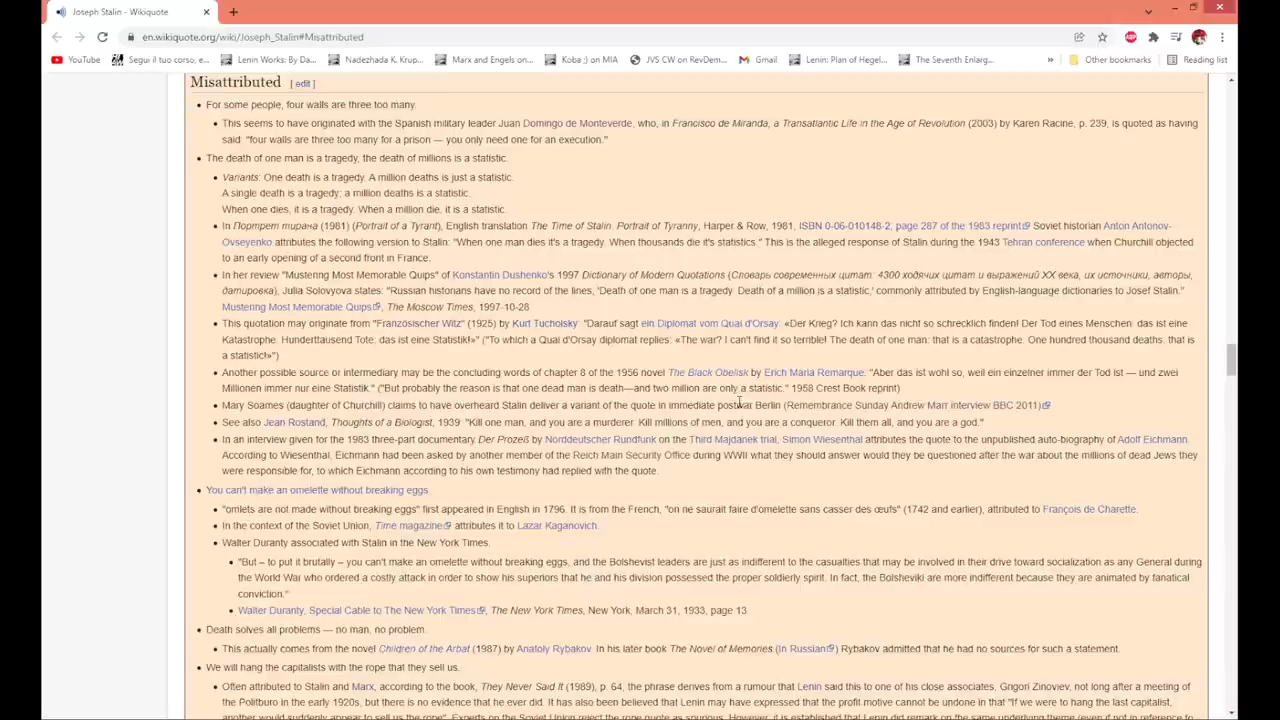 Joseph Stalin - Wikiquote
en.wikiquote.org/wiki/Joseph_Stalin#Misattributed
YouTube Segui il tuo corso, e... Lenin Works: By Da... Nadezhada K. Krup... Marx and Engels on... Koba ;) on MIA JVS CW on RevDem... Gmail Lenin: Plan of Hegel... The Seventh Enlarg... » Other bookmarks Reading list
Misattributed [ edit ]
• For some people, four walls are three too many.
• This seems to have originated with the Spanish military leader Juan Domingo de Monteverde, who, in Francisco de Miranda, a Transatlantic Life in the Age of Revolution (2003) by Karen Racine, p. 239, is quoted as having
said: "four walls are three too many for a prison — you only need one for an execution."
• The death of one man is a tragedy, the death of millions is a statistic.
• Variants: One death is a tragedy. A million deaths is just a statistic.
A single death is a tragedy; a million deaths is a statistic.
When one dies, it is a tragedy. When a million die, it is a statistic.
• In Портрет тирана (1981) (Portrait of a Tyrant), English translation The Time of Stalin: Portrait of Tyranny, Harper & Row, 1981, ISBN 0-06-010148-2, page 287 of the 1983 reprint Soviet historian Anton Antonov-
Ovseyenko attributes the following version to Stalin: "When one man dies it's a tragedy. When thousands die it's statistics." This is the alleged response of Stalin during the 1943 Tehran conference when Churchill objected
to an early opening of a second front in France.
• In her review "Mustering Most Memorable Quips" of Konstantin Dushenko's 1997 Dictionary of Modern Quotations (Словарь современных цитат: 4300 ходячих цитат и выражений XX века, их источники, авторы,
датировка), Julia Solovyova states: "Russian historians have no record of the lines, 'Death of one man is a tragedy. Death of a million is a statistic,' commonly attributed by English-language dictionaries to Josef Stalin."
Mustering Most Memorable Quips, The Moscow Times, 1997-10-28
• This quotation may originate from "Französischer Witz" (1925) by Kurt Tucholsky: "Darauf sagt ein Diplomat vom Quai d'Orsay: «Der Krieg? Ich kann das nicht so schrecklich finden! Der Tod eines Menschen: das ist eine
Katastrophe. Hunderttausend Tote: das ist eine Statistik!»" ("To which a Quai d'Orsay diplomat replies: «The war? I can't find it so terrible! The death of one man: that is a catastrophe. One hundred thousand deaths: that is
a statistic!»")
• Another possible source or intermediary may be the concluding words of chapter 8 of the 1956 novel The Black Obelisk by Erich Maria Remarque: "Aber das ist wohl so, weil ein einzelner immer der Tod ist — und zwei
Millionen immer nur eine Statistik." ("But probably the reason is that one dead man is death—and two million are only a statistic." 1958 Crest Book reprint)
• Mary Soames (daughter of Churchill) claims to have overheard Stalin deliver a variant of the quote in immediate postwar Berlin (Remembrance Sunday Andrew Marr interview BBC 2011)
• See also Jean Rostand, Thoughts of a Biologist, 1939: "Kill one man, and you are a murderer. Kill millions of men, and you are a conqueror. Kill them all, and you are a god."
• In an interview given for the 1983 three-part documentary Der Prozeß by Norddeutscher Rundfunk on the Third Majdanek trial, Simon Wiesenthal attributes the quote to the unpublished auto-biography of Adolf Eichmann.
According to Wiesenthal, Eichmann had been asked by another member of the Reich Main Security Office during WWII what they should answer would they be questioned after the war about the millions of dead Jews they
were responsible for, to which Eichmann according to his own testimony had replied with the quote.
• You can't make an omelette without breaking eggs.
• "omlets are not made without breaking eggs" first appeared in English in 1796. It is from the French, "on ne saurait faire d'omelette sans casser des œufs" (1742 and earlier), attributed to François de Charette.
• In the context of the Soviet Union, Time magazine attributes it to Lazar Kaganovich.
• Walter Duranty associated with Stalin in the New York Times.
• "But – to put it brutally – you can't make an omelette without breaking eggs, and the Bolshevist leaders are just as indifferent to the casualties that may be involved in their drive toward socialization as any General during
the World War who ordered a costly attack in order to show his superiors that he and his division possessed the proper soldierly spirit. In fact, the Bolsheviki are more indifferent because they are animated by fanatical
conviction."
• Walter Duranty, Special Cable to The New York Times, The New York Times, New York, March 31, 1933, page 13.
• Death solves all problems — no man, no problem.
• This actually comes from the novel Children of the Arbat (1987) by Anatoly Rybakov. In his later book The Novel of Memories (In Russian) Rybakov admitted that he had no sources for such a statement.
• We will hang the capitalists with the rope that they sell us.
• Often attributed to Stalin and Marx, according to the book, They Never Said It (1989), p. 64, the phrase derives from a rumour that Lenin said this to one of his close associates, Grigori Zinoviev, not long after a meeting of
the Politburo in the early 1920s, but there is no evidence that he ever did. It has also been believed that Lenin may have expressed that the profit motive cannot be undone in that "If we were to hang the last capitalist,
another would suddenly appear to sell us the rope". Experts on the Soviet Union reject the rope quote as spurious. However, it is established that Lenin did remark on the same underlying theme (even if not to reference to